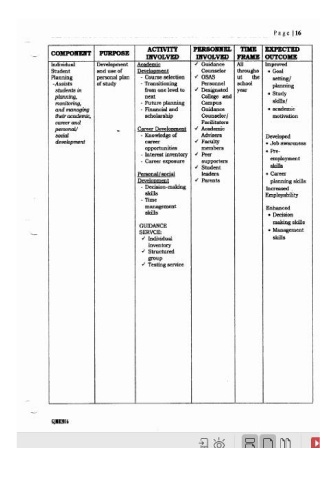 Page | 16
COMPONENT
PURPOSE
ACTIVITY
INVOLVED
PERSONNEL
INVOLVED
TIME
FRAME
EXPECTED
OUTCOME
Individual
Student
Planning
-Assists
students in
planning,
monitoring,
and managing
their academic,
career and
personal/
social
development
Development
and use of
personal plan
of study
Academic
Development
- Course selection
- Transitioning
from one level to
next
- Future planning
- Financial and
scholarship
Career Development
- Knowledge of
career
opportunities
- Interest inventory
- Career exposure
Personal/social
Development
- Decision-making
skills
- Time
management
skills
GUIDANCE
SERVCE:
✓ Individual
inventory
✓ Structured
group
✓ Testing service
✓ Guidance
Counselor
✓ OSAS
Personnel
✓ Designated
College and
Campus
Guidance
Counselor/
Facilitators
✓ Academic
Advisers
✓ Faculty
members
✓ Peer
supporters
✓ Student
leaders
✓ Parents
All
througho
ut the
school
year
Improved
• Goal
setting/
planning
• Study
skills/
• academic
motivation
Developed
• Job awareness
• Pre-
employment
skills
• Career
planning skills
Increased
Employability
Enhanced
• Decision
making skills
• Management
skills